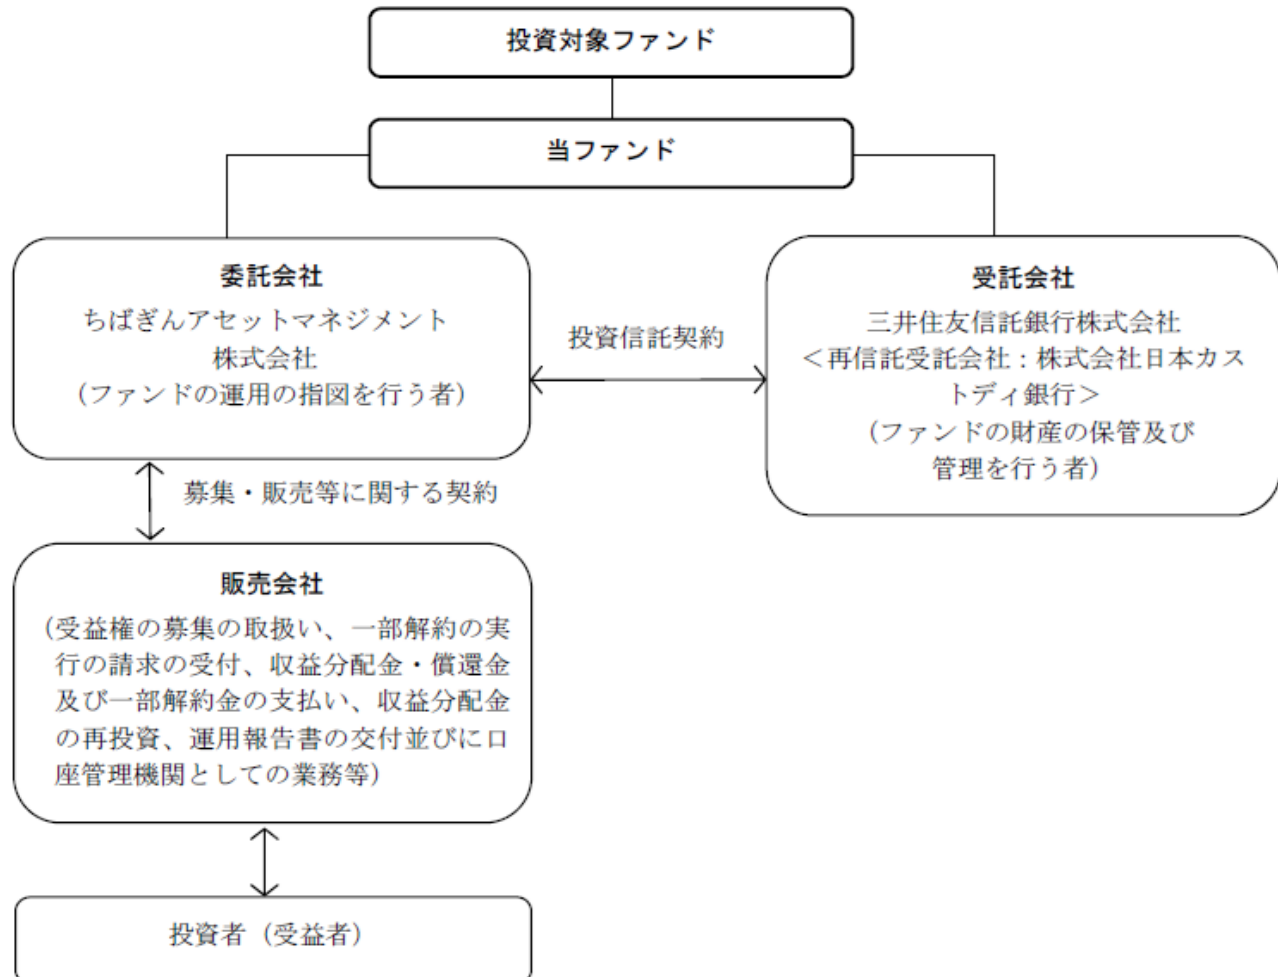 投資対象ファンド
当ファンド
委託会社
ちばぎんアセットマネジメント
株式会社
(ファンドの運用の指図を行う者)
投資信託契約
受託会社
三井住友信託銀行株式会社
＜再信託受託会社：株式会社日本カス
トディ銀行＞
(ファンドの財産の保管及び
管理を行う者)
募集・販売等に関する契約
販売会社
(受益権の募集の取扱い、一部解約の実
行の請求の受付、収益分配金・償還金
及び一部解約金の支払い、収益分配金
の再投資、運用報告書の交付並びに口
座管理機関としての業務等)
投資者（受益者）